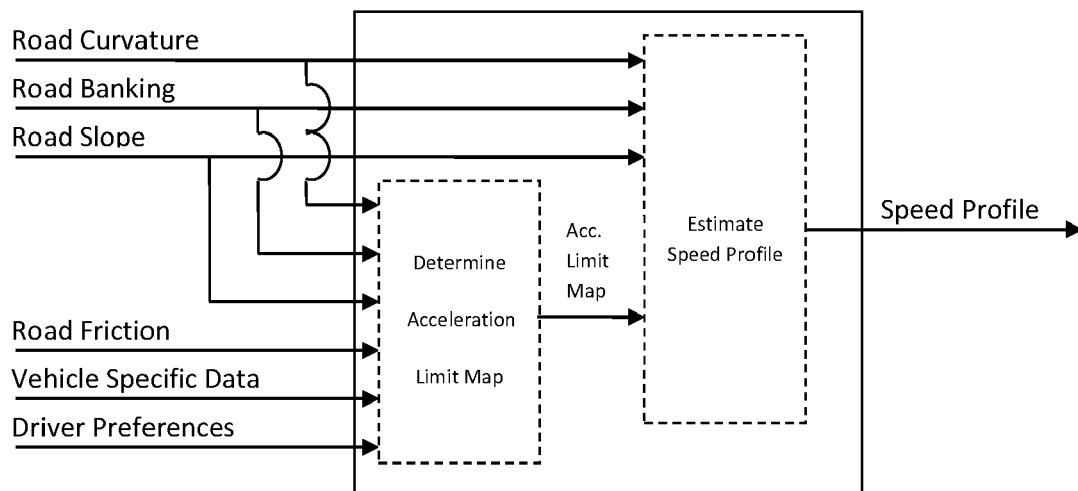 Road Curvature
Road Banking
Road Slope
Road Friction
Vehicle Specific Data
Driver Preferences
Determine
Acceleration
Limit Map
Acc.
Limit
Map
Estimate
Speed Profile
Speed Profile